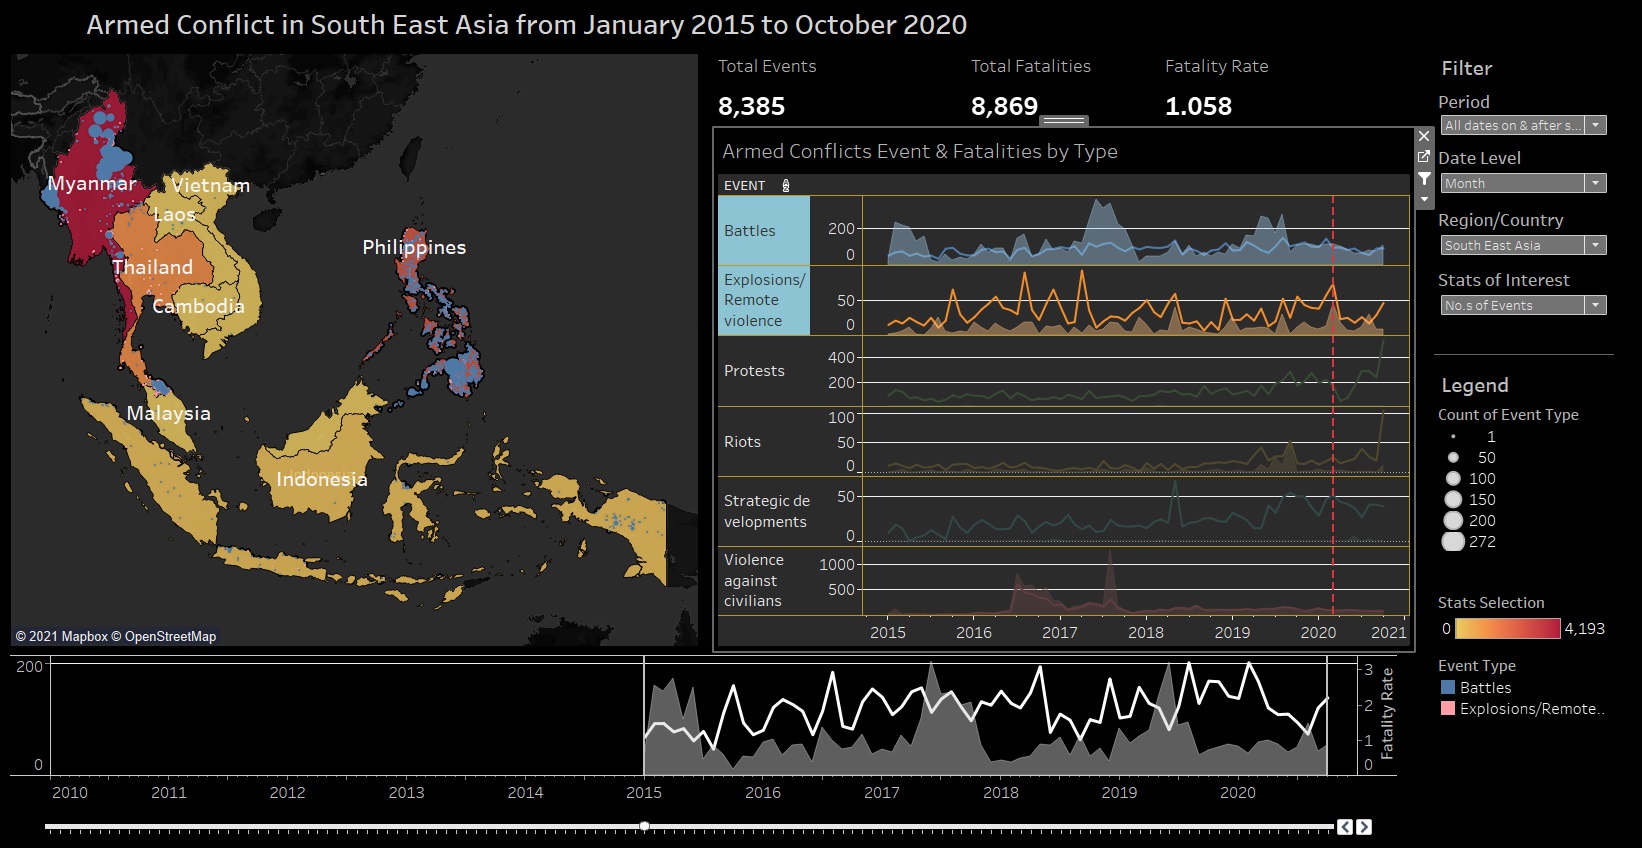 Armed Conflict in South East Asia from January 2015 to October 2020
Myanmar
Vietnam
Laos
Thailand
Cambodia
Philippines
Malaysia
Indonesia
© 2021 Mapbox © OpenStreetMap
Total Events
8,385
Total Fatalities
8,869
Fatality Rate
1.058
Armed Conflicts Event & Fatalities by Type
EVENT
Battles
200
0
Explosions/
Remote
violence
50
0
Protests
400
200
Riots
100
50
0
Strategic de
velopments
50
0
Violence
against
civilians
1000
500
2015 2016 2017 2018 2019 2020 2021
Filter
Period
All dates on & after s...
Date Level
Month
Region/Country
South East Asia
Stats of Interest
No.s of Events
Legend
Count of Event Type
1
50
100
150
200
272
Stats Selection
0 4,193
Event Type
Battles
Explosions/Remote..
200
0
3
2
1
0
Fatality Rate
2010 2011 2012 2013 2014 2015 2016 2017 2018 2019 2020